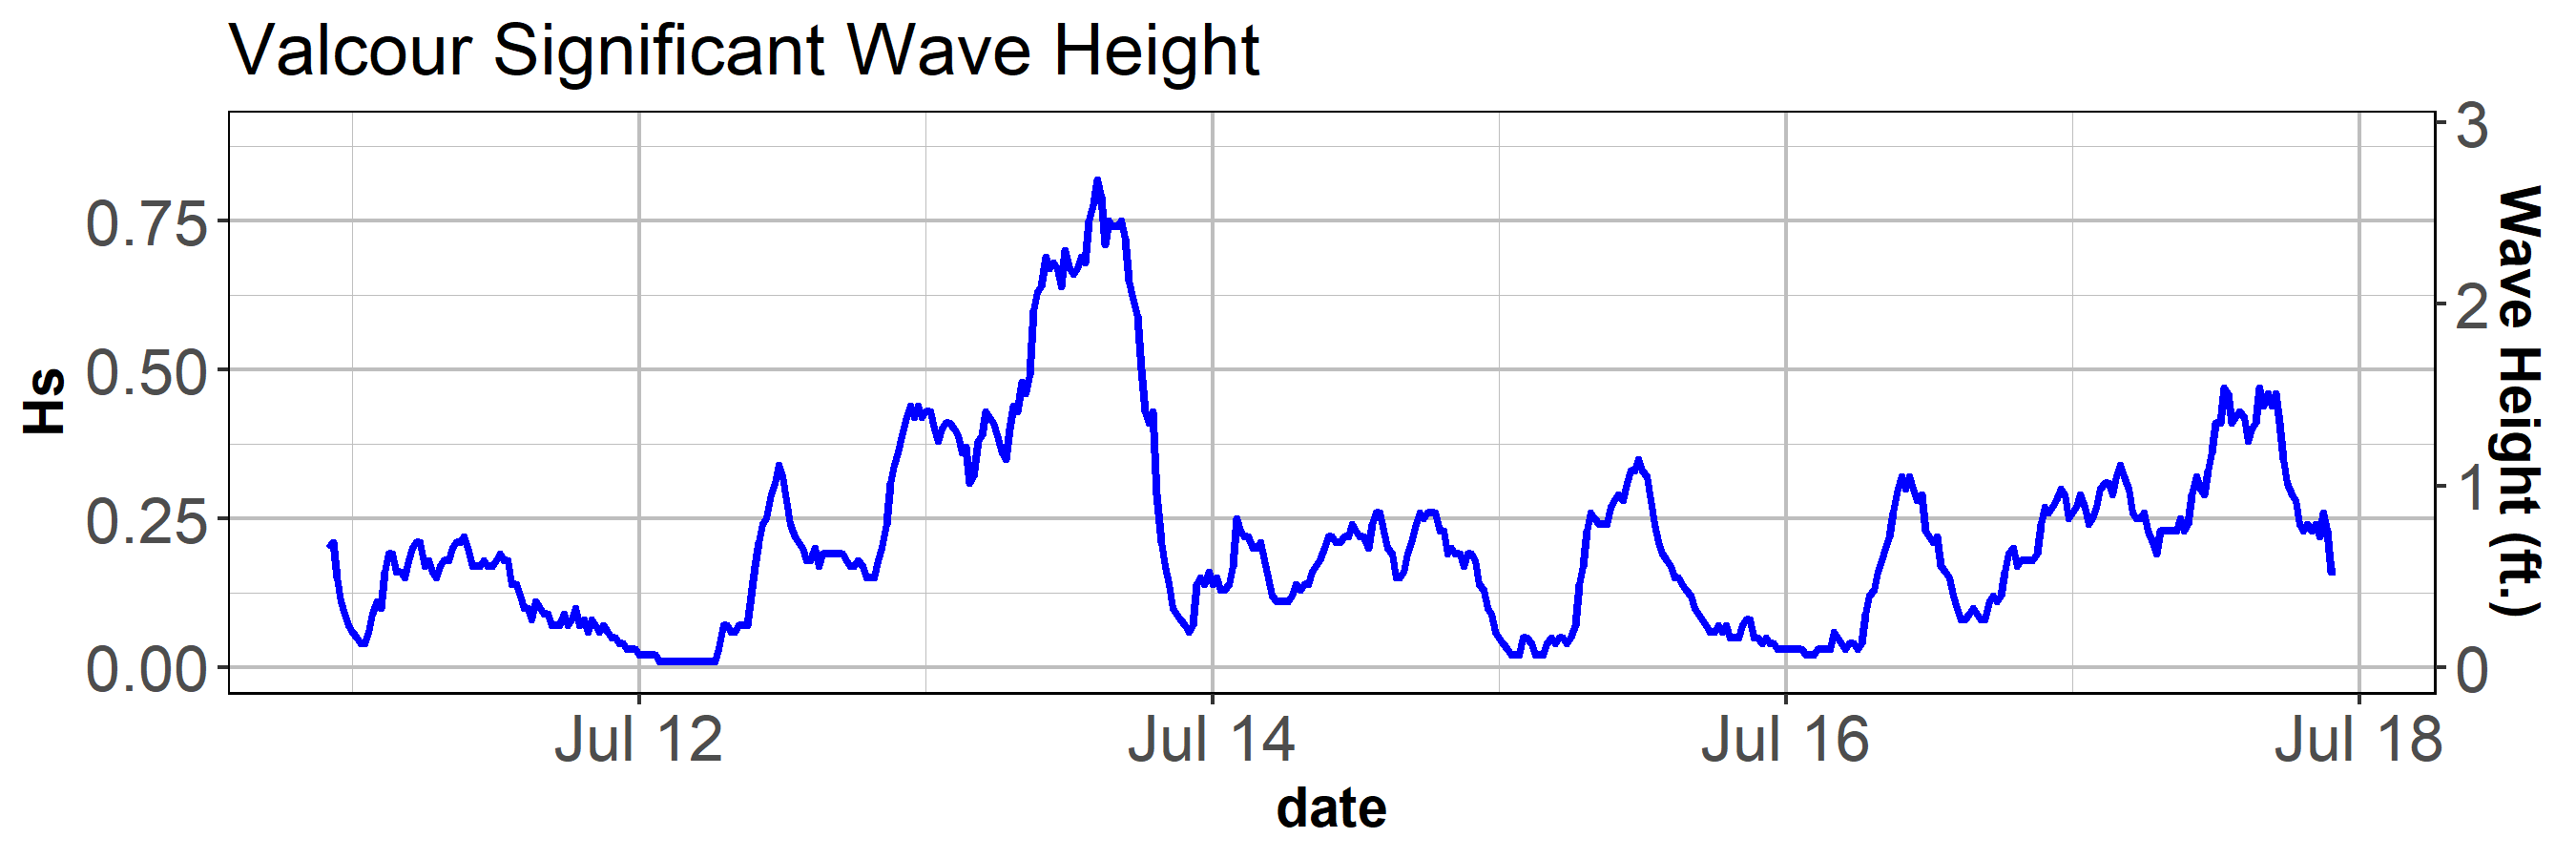 Valcour Significant Wave Height
Hs
0.75
0.50
0.25
0.00
3
2
1
0
Wave Height (ft.)
Jul 12
Jul 14
Jul 16
Jul 18
date